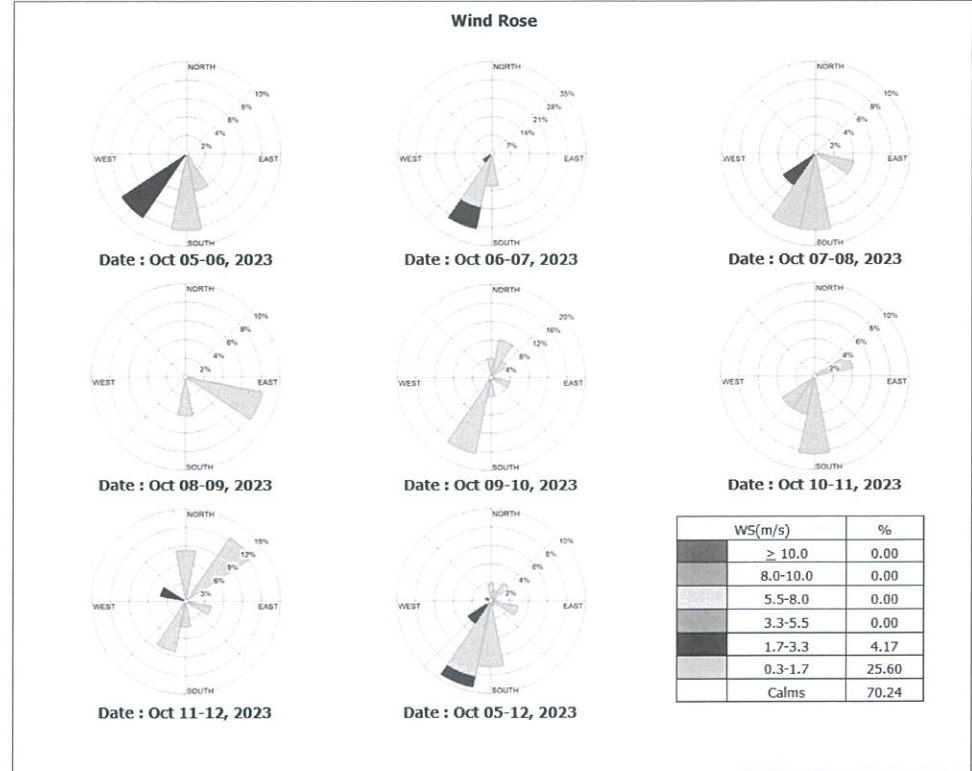 Wind Rose
NORTH
10%
8%
6%
4%
2%
WEST
EAST
SOUTH
Date : Oct 05-06, 2023
NORTH
35%
28%
21%
14%
7%
WEST
EAST
SOUTH
Date : Oct 06-07, 2023
NORTH
10%
8%
6%
4%
2%
WEST
EAST
SOUTH
Date : Oct 07-08, 2023
NORTH
10%
8%
6%
4%
2%
WEST
EAST
SOUTH
Date : Oct 08-09, 2023
NORTH
20%
16%
12%
8%
4%
WEST
EAST
SOUTH
Date : Oct 09-10, 2023
NORTH
10%
8%
6%
4%
2%
WEST
EAST
SOUTH
Date : Oct 10-11, 2023
NORTH
15%
12%
9%
6%
3%
WEST
EAST
SOUTH
Date : Oct 11-12, 2023
NORTH
10%
8%
6%
4%
2%
WEST
EAST
SOUTH
Date : Oct 05-12, 2023
WS(m/s) %
≥ 10.0 0.00
8.0-10.0 0.00
5.5-8.0 0.00
3.3-5.5 0.00
1.7-3.3 4.17
0.3-1.7 25.60
Calms 70.24